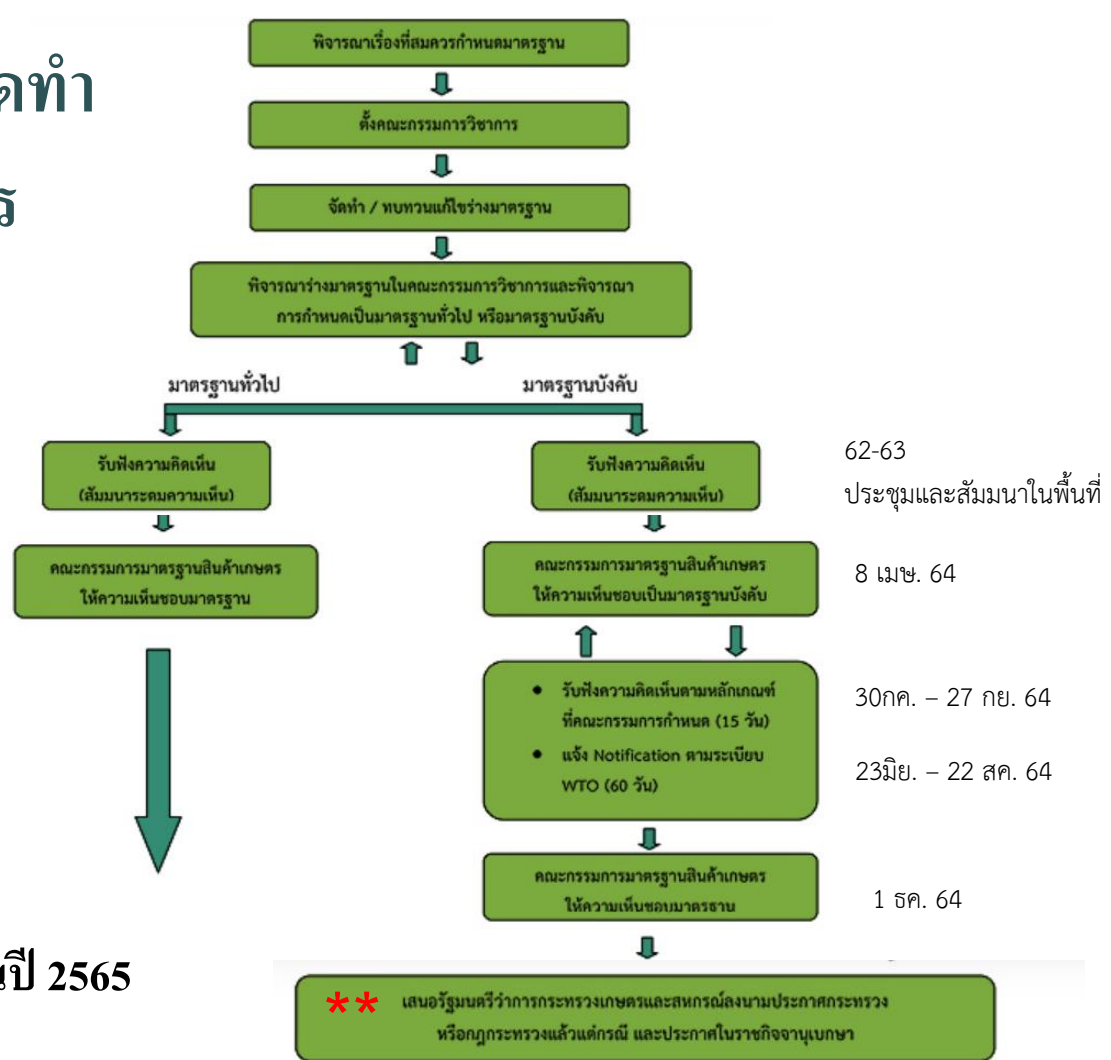 พิจารณาเรื่องที่สมควรกำหนดมาตรฐาน
ดทำ
ตั้งคณะกรรมการวิชาการ
ร
จัดทำ / ทบทวนแก้ไขร่างมาตรฐาน
พิจารณาร่างมาตรฐานในคณะกรรมการวิชาการและพิจารณา
การกำหนดเป็นมาตรฐานทั่วไป หรือมาตรฐานบังคับ
มาตรฐานทั่วไป
มาตรฐานบังคับ
รับฟังความคิดเห็น
(สัมมนาระดมความเห็น)
รับฟังความคิดเห็น
(สัมมนาระดมความเห็น)
62-63
ประชุมและสัมมนาในพื้นที่
คณะกรรมการมาตรฐานสินค้าเกษตร
ให้ความเห็นชอบมาตรฐาน
คณะกรรมการมาตรฐานสินค้าเกษตร
ให้ความเห็นชอบเป็นมาตรฐานบังคับ
8 เมษ. 64
• รับฟังความคิดเห็นตามหลักเกณฑ์
ที่คณะกรรมการกำหนด (15 วัน)
• แจ้ง Notification ตามระเบียบ
WTO (60 วัน)
30กค. – 27 กย. 64
23มิย. – 22 สค. 64
คณะกรรมการมาตรฐานสินค้าเกษตร
ให้ความเห็นชอบมาตรธาน
1 ธค. 64
นปี 2565
** เสนอรัฐมนตรีว่าการกระทรวงเกษตรและสหกรณ์ลงนามประกาศกระทรวง
หรือกฎกระทรวงแล้วแต่กรณี และประกาศในราชกิจจานุเบกษา